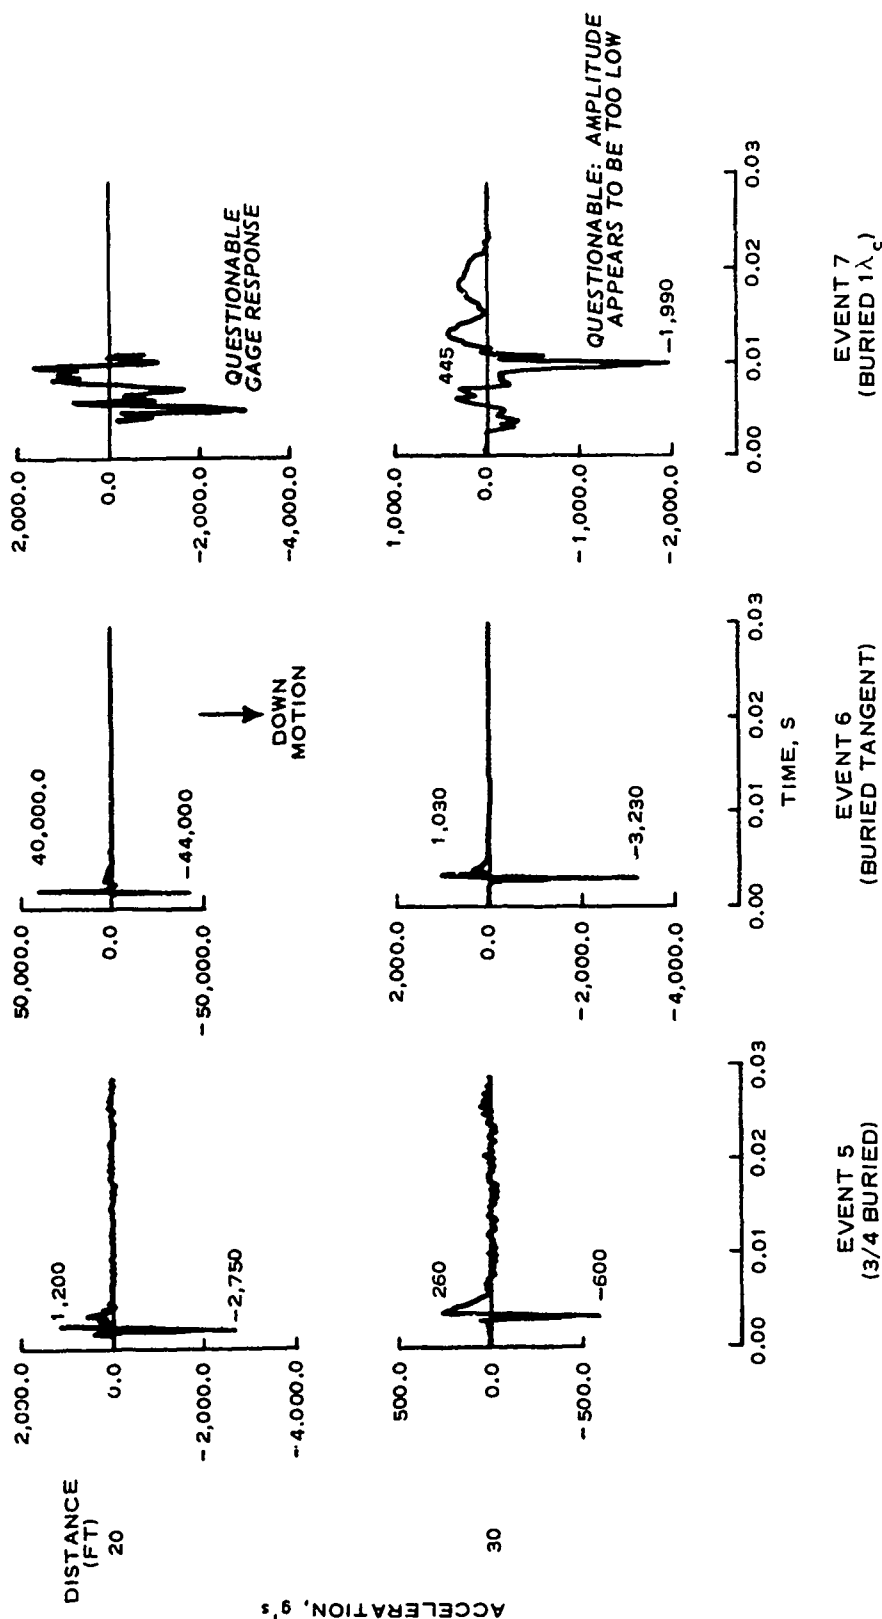 DISTANCE
(FT)
20
2,000.0
0.0
-2,000.0
-4,000.0
1,200
-2,750
50,000.0
0.0
-50,000.0
40,000.0
-44,000
DOWN
MOTION
2,000.0
0.0
-2,000.0
-4,000.0
QUESTIONABLE
GAGE RESPONSE
ACCELERATION, g's
30
500.0
0.0
-500.0
260
-600
2,000.0
0.0
-2,000.0
-4,000.0
1,030
-3,230
1,000.0
0.0
-1,000.0
-2,000.0
445
-1,990
QUESTIONABLE: AMPLITUDE
APPEARS TO BE TOO LOW
0.00 0.01 0.02 0.03
0.00 0.01 0.02 0.03
0.00 0.01 0.02 0.03
TIME, S
EVENT 5
(3/4 BURIED)
EVENT 6
(BURIED TANGENT)
EVENT 7
(BURIED 1λc)